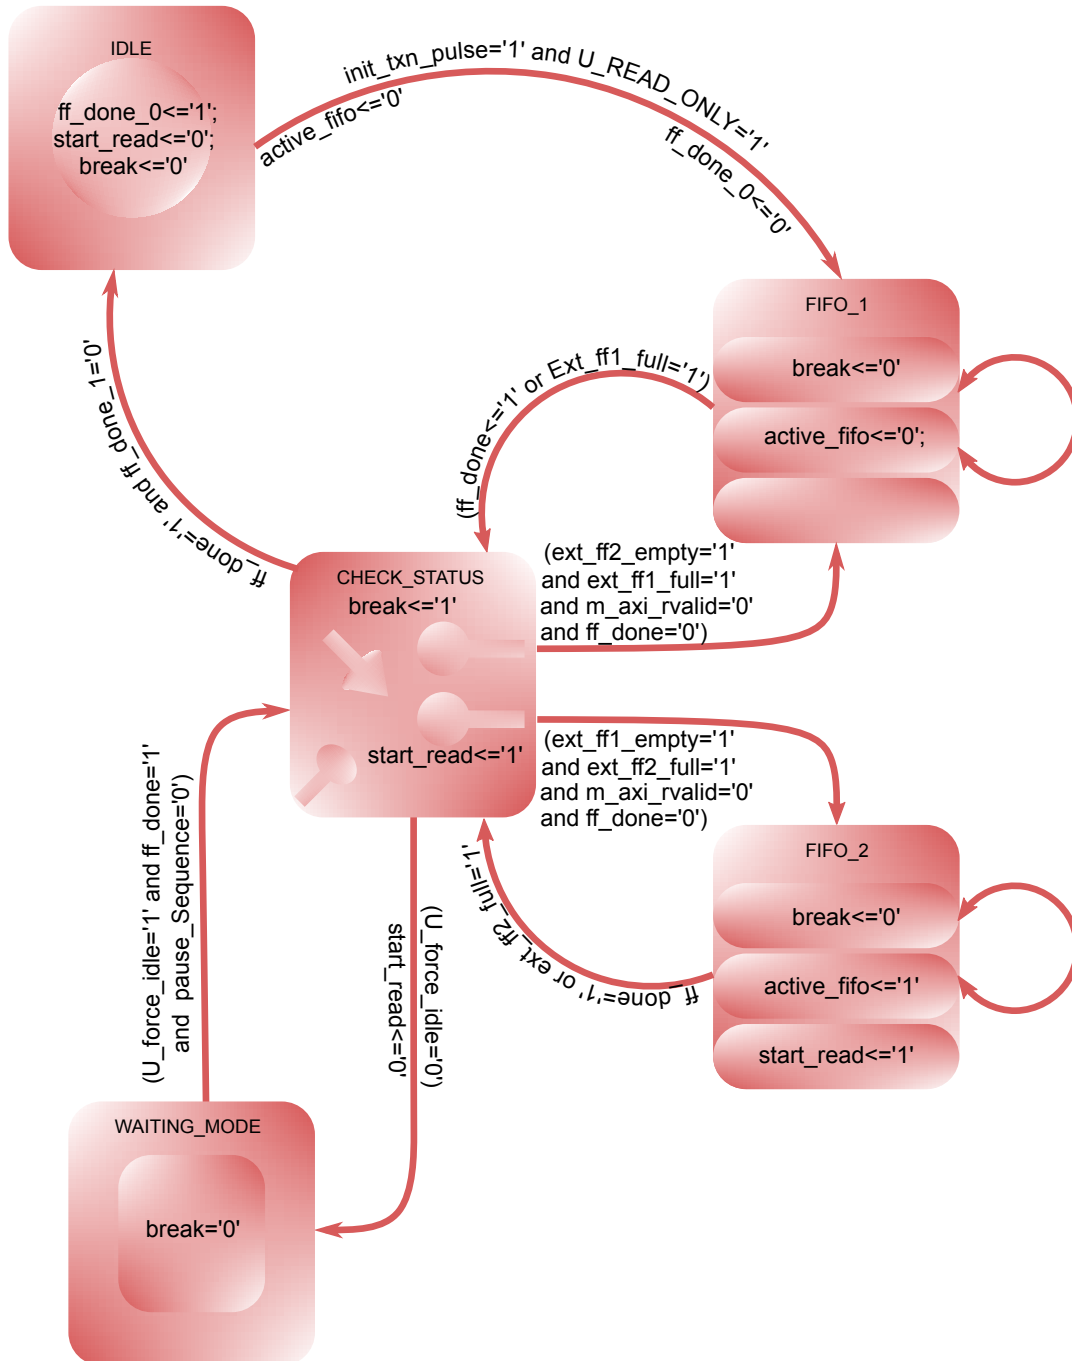 IDLE
ff_done_0<='1';
start_read<='0';
break<='0'
init_txn_pulse='1' and U_READ_ONLY='1'
active_fifo<='0'
ff_done_0<='0'
FIFO_1
break<='0'
active_fifo<='0';
(ff_done<='1' or Ext_ff1_full='1')
ff_done='1' and ff_done_1='0'
CHECK_STATUS
break<='1'
start_read<='1'
(ext_ff2_empty='1'
and ext_ff1_full='1'
and m_axi_rvalid='0'
and ff_done='0')
(ext_ff1_empty='1'
and ext_ff2_full='1'
and m_axi_rvalid='0'
and ff_done='0')
FIFO_2
break<='0'
active_fifo<='1'
start_read<='1'
ff_done='1' or ext_ff2_full='1'
(U_force_idle='1' and ff_done='1'
and pause_Sequence='0')
(U_force_idle='0')
start_read<='0'
WAITING_MODE
break='0'